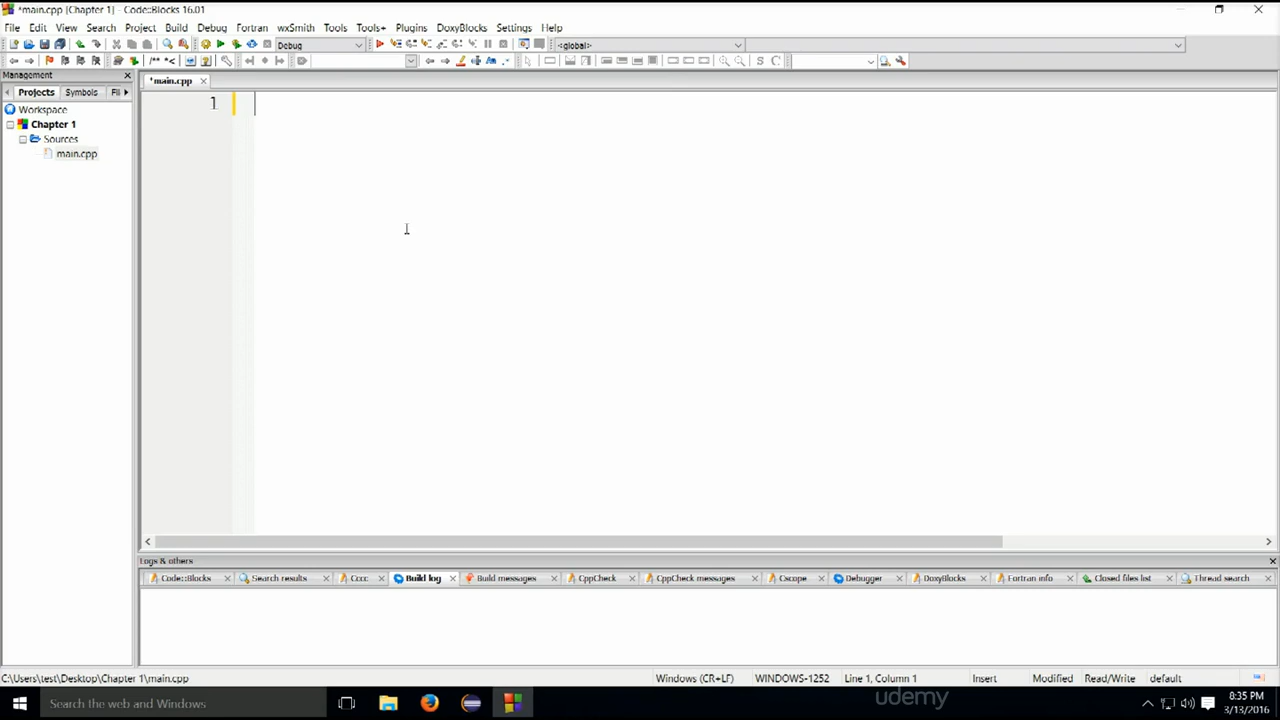 *main.cpp [Chapter 1] - Code::Blocks 16.01
File Edit View Search Project Build Debug Fortran wxSmith Tools Tools+ Plugins DoxyBlocks Settings Help
Debug <global>
/** *<
Management
Projects Symbols Fil
*main.cpp
Workspace
Chapter 1
Sources
main.cpp
1
Logs & others
Code::Blocks Search results Cccc Build log Build messages CppCheck CppCheck messages Cscope Debugger DoxyBlocks Fortran info Closed files list Thread search
C:\Users\test\Desktop\Chapter 1\main.cpp Windows (CR+LF) WINDOWS-1252 Line 1, Column 1 Insert Modified Read/Write default
Search the web and Windows
udemy
8:35 PM
3/13/2016